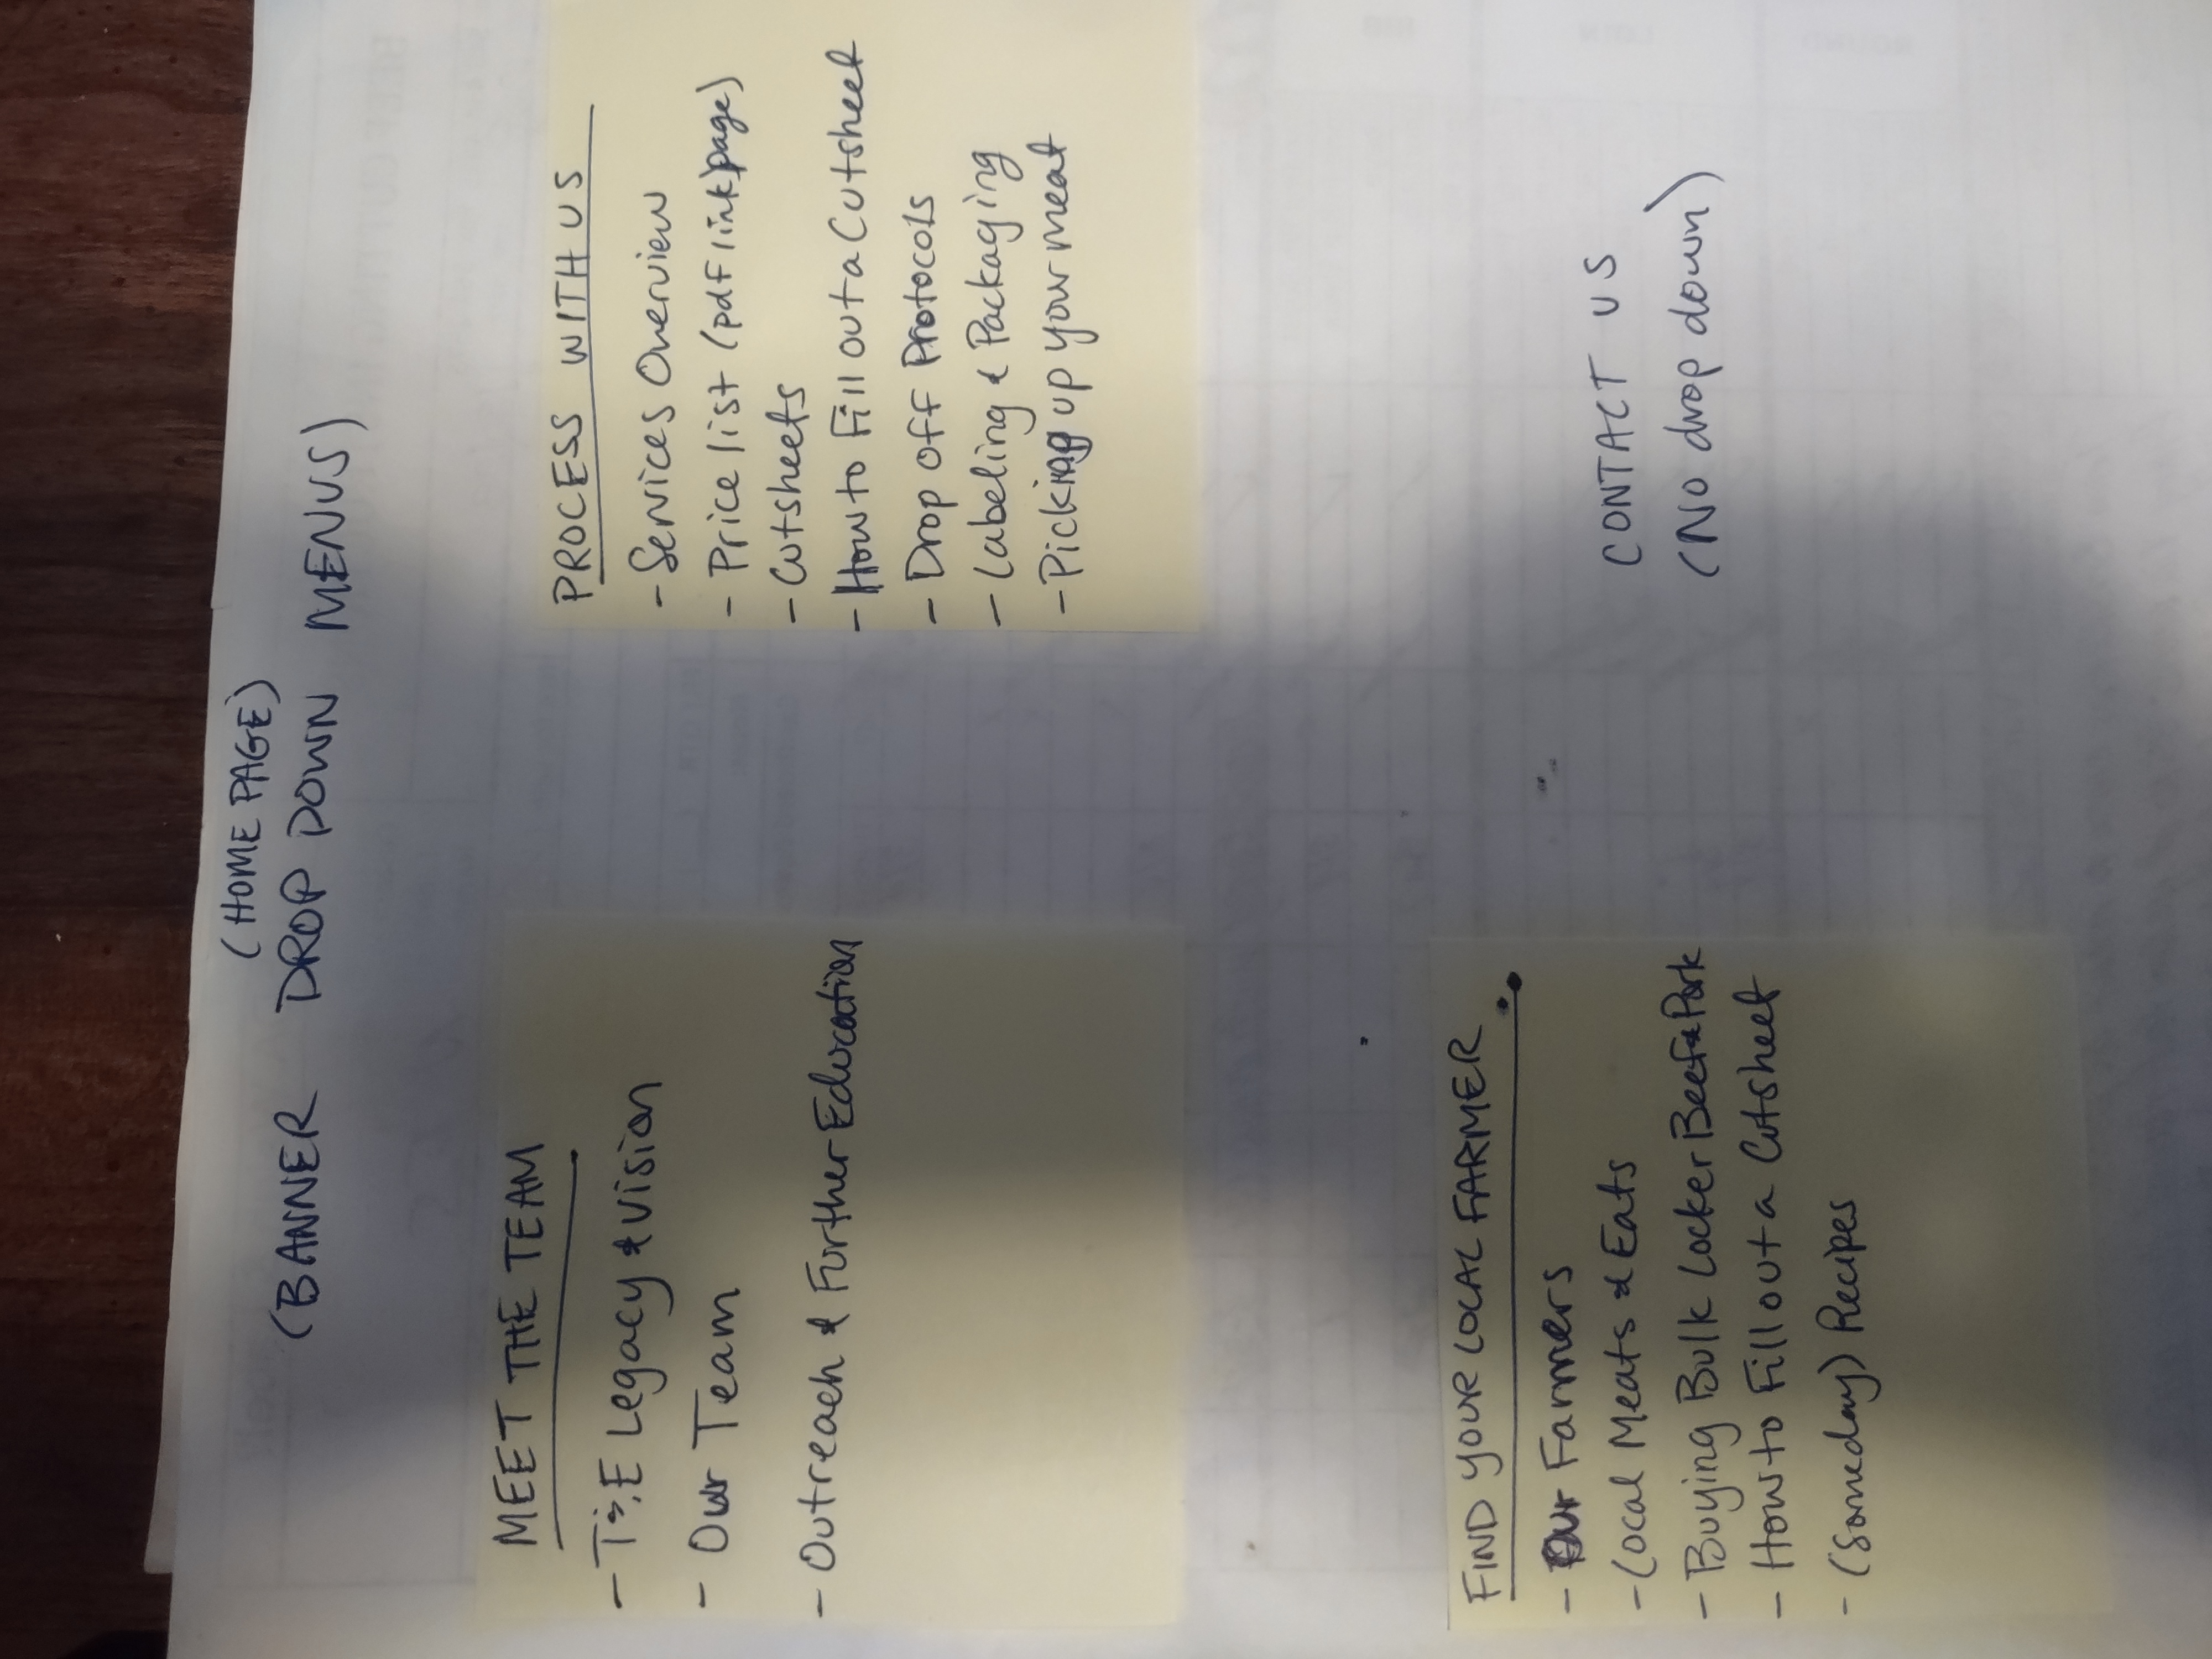 (HOME PAGE)
(BANNER DROP DOWN MENUS)
MEET THE TEAM
- T&E Legacy & Vision
- Our Team
- Outreach & Further Education
PROCESS WITH US
- Services Overview
- Price list (pdf link) page)
- Cutsheets
- How to Fill out a Cutsheet
- Drop off Protocols
- Labeling & Packaging
- Picking up your meat
FIND YOUR LOCAL FARMER
- Our Farmers
- Local Meats & Eats
- Buying Bulk Locker Beef & Pork
- How to Fill out a Cutsheet
- (Someday) Recipes
CONTACT US
(No drop down)